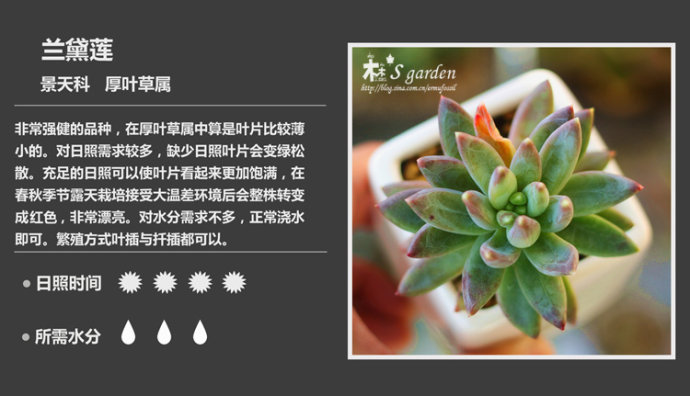 兰黛莲
景天科 厚叶草属
非常强健的品种，在厚叶草属中算是叶片比较薄
小的。对日照需求较多，缺少日照叶片会变绿松
散。充足的日照可以使叶片看起来更加饱满，在
春秋季节露天栽培接受大温差环境后会整株转变
成红色，非常漂亮。对水分需求不多，正常浇水
即可。繁殖方式叶插与扦插都可以。
日照时间
所需水分
S garden